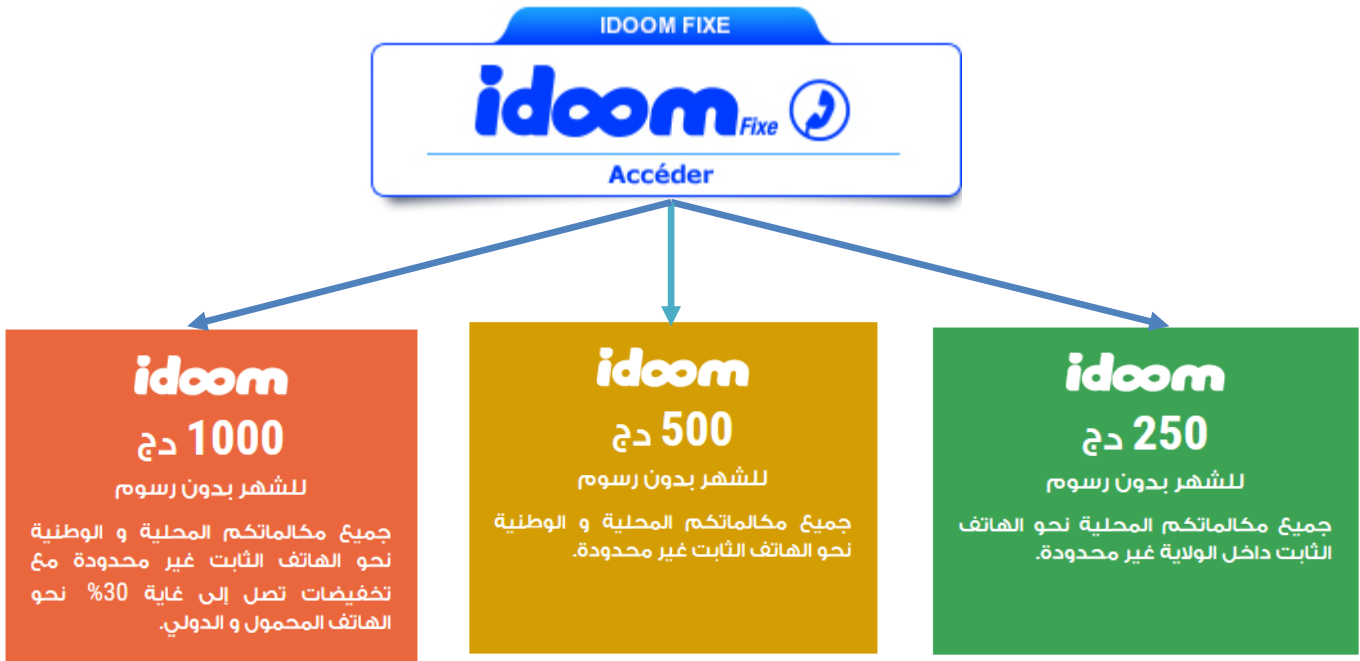 IDOOM FIXE
idoom Fixe
Accéder
idoom
1000 دج
للشهر بدون رسوم
جميع مكالماتكم المحلية و الوطنية
نحو الهاتف الثابت غير محدودة مع
تخفيضات تصل إلى غاية 30% نحو
الهاتف المحمول و الدولي.
idoom
500 دج
للشهر بدون رسوم
جميع مكالماتكم المحلية و الوطنية
نحو الهاتف الثابت غير محدودة.
idoom
250 دج
للشهر بدون رسوم
جميع مكالماتكم المحلية نحو الهاتف
الثابت داخل الولاية غير محدودة.